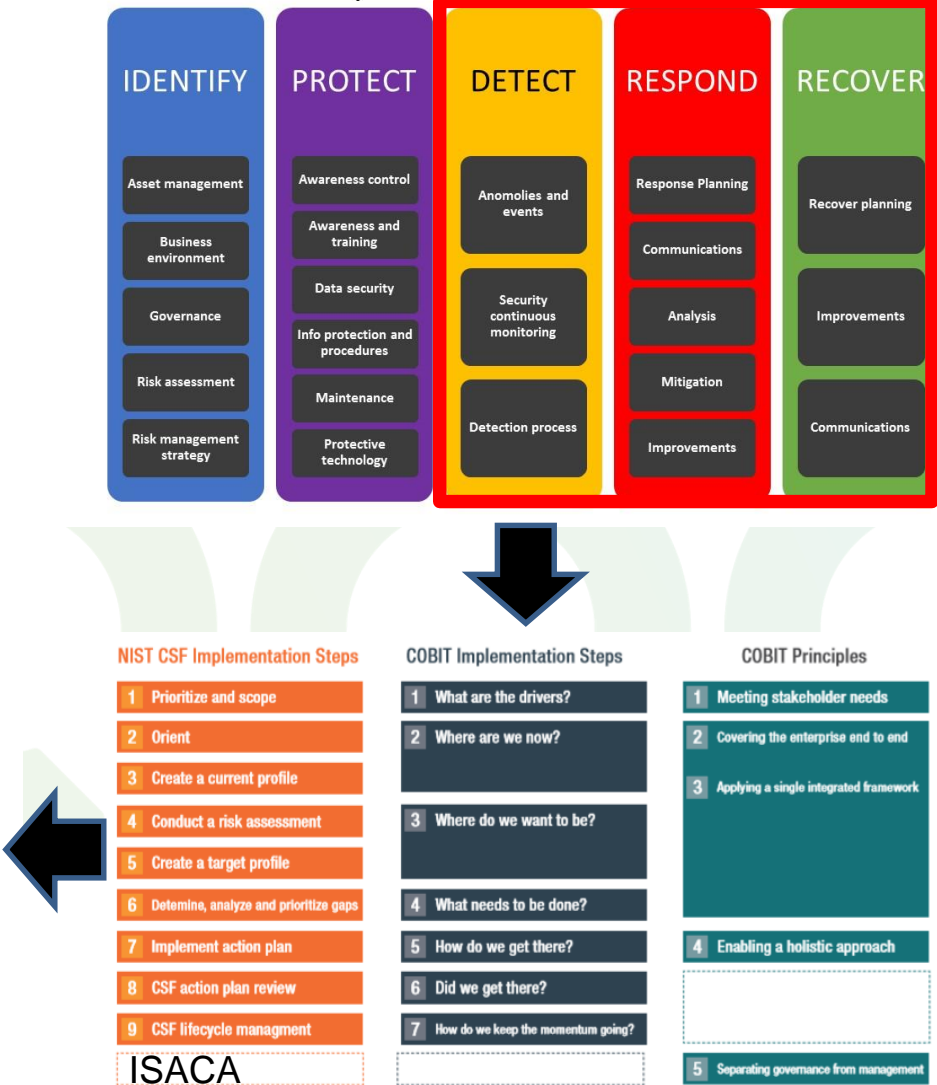 IDENTIFY
Asset management
Business
environment
Governance
Risk assessment
Risk management
strategy
PROTECT
Awareness control
Awareness and
training
Data security
Info protection and
procedures
Maintenance
Protective
technology
DETECT
Anomolies and
events
Security
continuous
monitoring
Detection process
RESPOND
Response Planning
Communications
Analysis
Mitigation
Improvements
RECOVER
Recover planning
Improvements
Communications
NIST CSF Implementation Steps
1 Prioritize and scope
2 Orient
3 Create a current profile
4 Conduct a risk assessment
5 Create a target profile
6 Detemine, analyze and prioritize gaps
7 Implement action plan
8 CSF action plan review
9 CSF lifecycle managment
ISACA
COBIT Implementation Steps
1 What are the drivers?
2 Where are we now?
3 Where do we want to be?
4 What needs to be done?
5 How do we get there?
6 Did we get there?
7 How do we keep the momentum going?
COBIT Principles
1 Meeting stakeholder needs
2 Covering the enterprise end to end
3 Applying a single integrated framework
4 Enabling a holistic approach
5 Separating governance from management